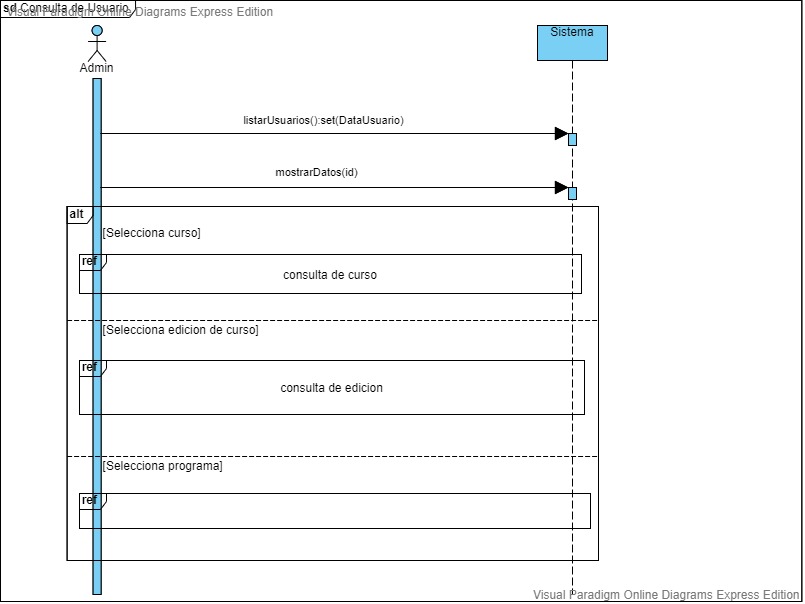 sd Consulta de Usuario
Visual Paradigm Online Diagrams Express Edition
Admin
Sistema
listarUsuarios():set(DataUsuario)
mostrarDatos(id)
alt
[Selecciona curso]
ref
consulta de curso
[Selecciona edicion de curso]
ref
consulta de edicion
[Selecciona programa]
ref
Visual Paradigm Online Diagrams Express Edition